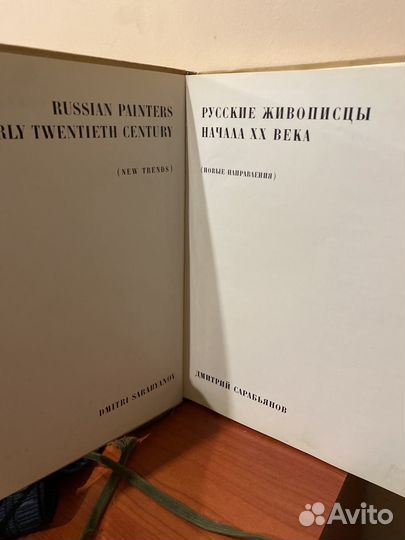 RUSSIAN PAINTERS
RLY TWENTIETH CENTURY
(NEW TRENDS)
DMITRI SARABYANOV
РУССКИЕ ЖИВОПИСЦЫ
НАЧАЛА XX ВЕКА
(НОВЫЕ НАПРАВЛЕНИЯ)
ДМИТРИЙ САРАБЬЯНОВ
Avito